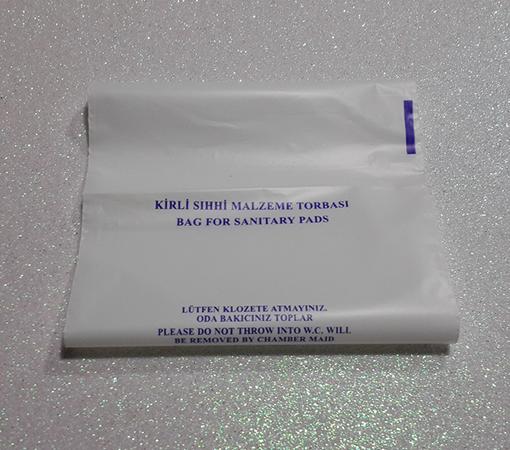 KİRLİ SIHHİ MALZEME TORBASI
BAG FOR SANITARY PADS
LÜTFEN KLOZETE ATMAYINIZ.
ODA BAKICINIZ TOPLAR
PLEASE DO NOT THROW INTO W.C. WILL
BE REMOVED BY CHAMBER MAID